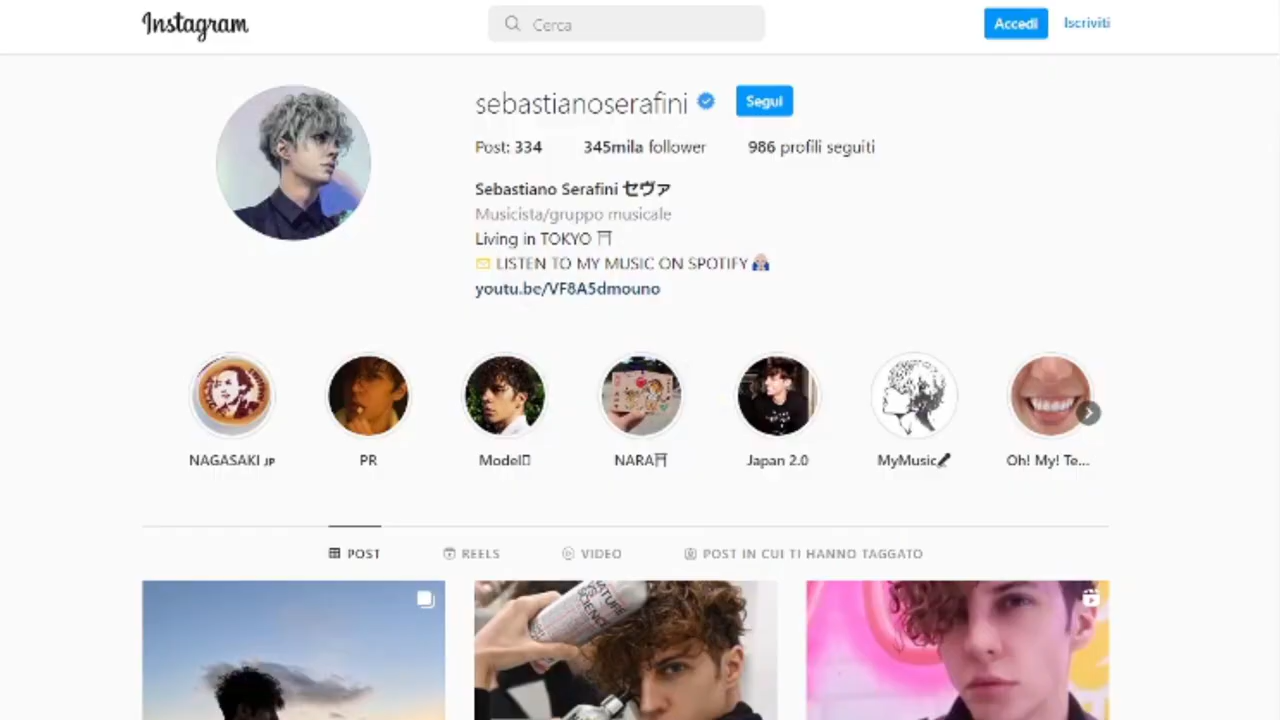 Instagram
Cerca
Accedi
Iscriviti
sebastianoserafini
Segui
Post: 334 345mila follower 986 profili seguiti
Sebastiano Serafini セヴァ
Musicista/gruppo musicale
Living in TOKYO ⛩
LISTEN TO MY MUSIC ON SPOTIFY
youtu.be/VF8A5dmouno
NAGASAKI JP
PR
Model
NARA⛩
Japan 2.0
MyMusic
Oh! My! Te...
POST
REELS
VIDEO
POST IN CUI TI HANNO TAGGATO
SCIENC